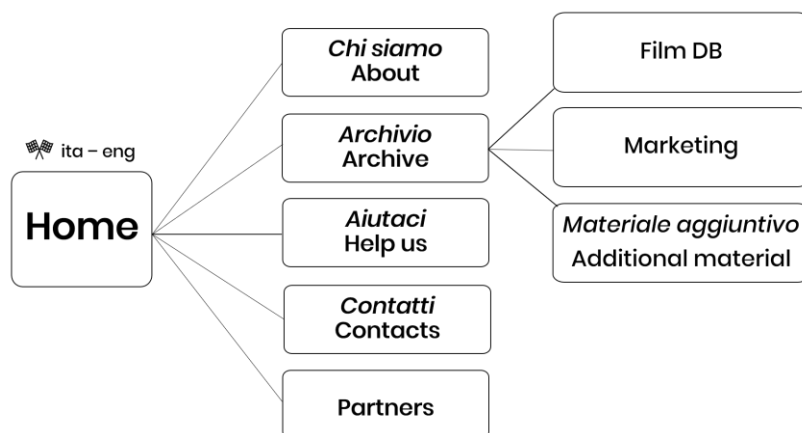 ita – eng
Home
Chi siamo
About
Archivio
Archive
Aiutaci
Help us
Contatti
Contacts
Partners
Film DB
Marketing
Materiale aggiuntivo
Additional material